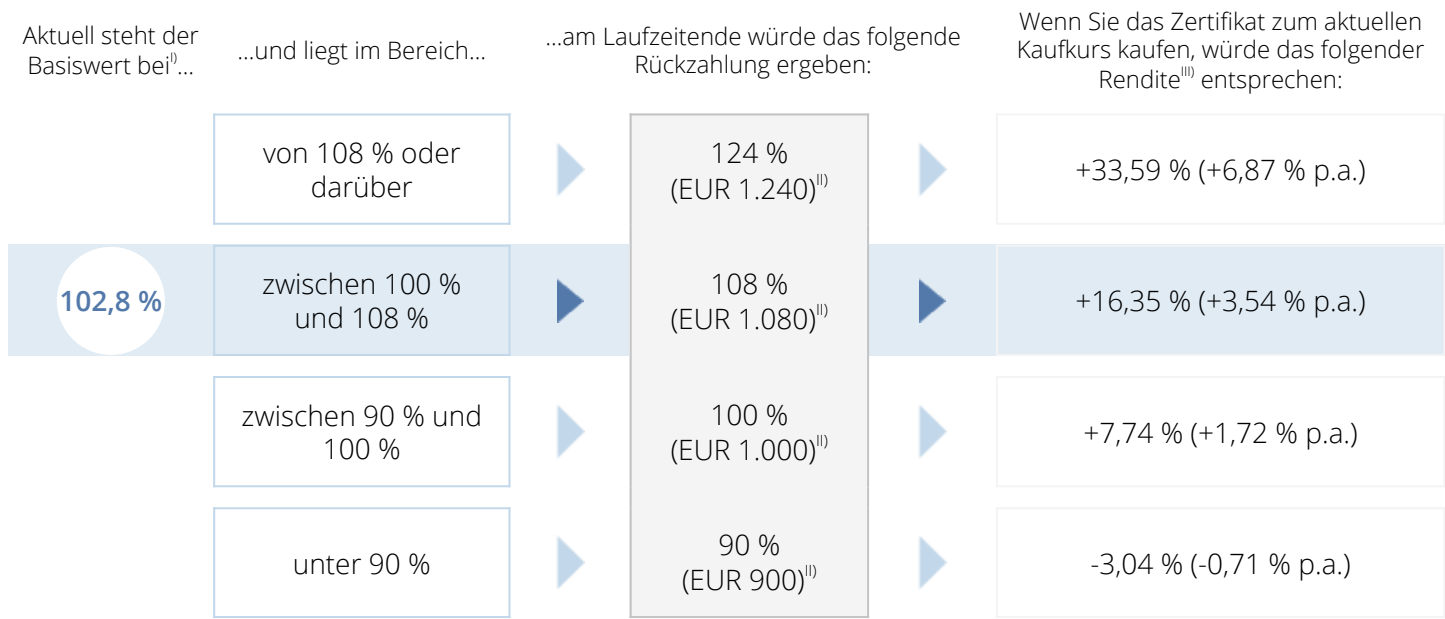 Aktuell steht der
Basiswert bei^I)...
...und liegt im Bereich...
...am Laufzeitende würde das folgende
Rückzahlung ergeben:
Wenn Sie das Zertifikat zum aktuellen
Kaufkurs kaufen, würde das folgender
Rendite^III) entsprechen:
von 108 % oder
darüber
124 %
(EUR 1.240)^II)
+33,59 % (+6,87 % p.a.)
102,8 %
zwischen 100 %
und 108 %
108 %
(EUR 1.080)^II)
+16,35 % (+3,54 % p.a.)
zwischen 90 % und
100 %
100 %
(EUR 1.000)^II)
+7,74 % (+1,72 % p.a.)
unter 90 %
90 %
(EUR 900)^II)
-3,04 % (-0,71 % p.a.)